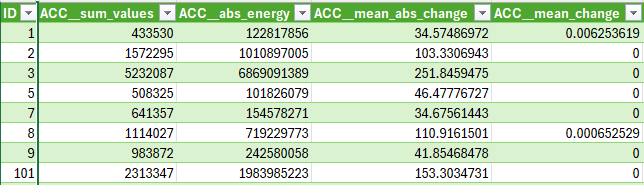 ID ACC__sum_values ACC__abs_energy ACC__mean_abs_change ACC__mean_change
1 433530 122817856 34.57486972 0.006253619
2 1572295 1010897005 103.3306943 0
3 5232087 6869091389 251.8459475 0
5 508325 101826079 46.47776727 0
7 641357 154578271 34.67561443 0
8 1114027 719229773 110.9161501 0.000652529
9 983872 242580058 41.85468478 0
101 2313347 1983985223 153.3034731 0